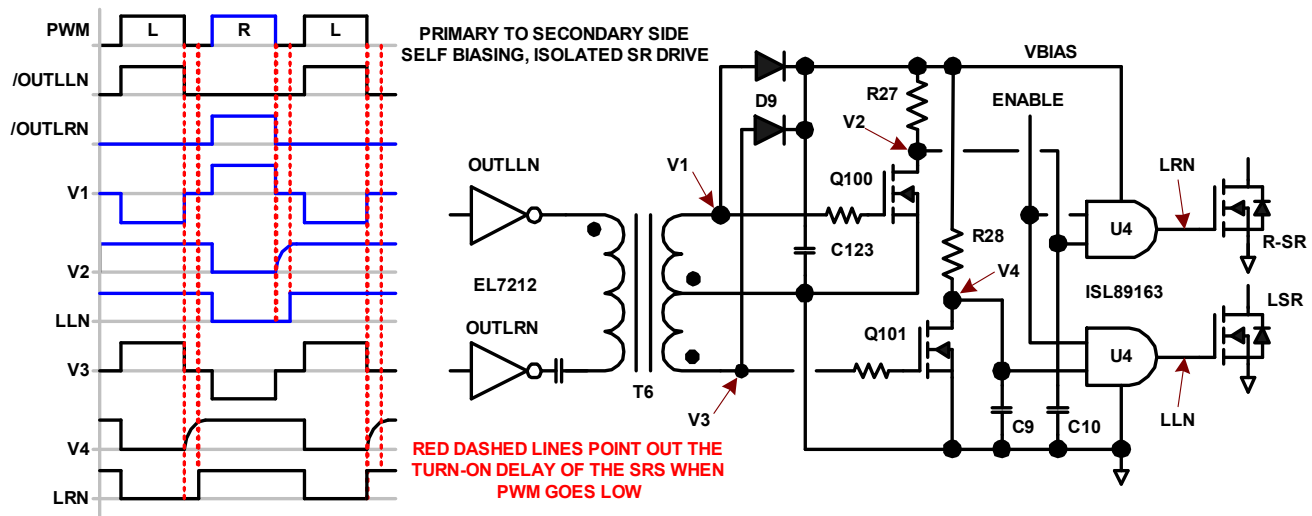 PWM
L
R
L
/OUTLLN
/OUTLRN
V1
V2
LLN
V3
V4
LRN
PRIMARY TO SECONDARY SIDE
SELF BIASING, ISOLATED SR DRIVE
OUTLLN
EL7212
OUTLRN
T6
V1
V3
D9
C123
Q100
V2
R27
VBIAS
ENABLE
R28
V4
Q101
C9
C10
U4
LRN
R-SR
ISL89163
U4
LLN
LSR
RED DASHED LINES POINT OUT THE
TURN-ON DELAY OF THE SRS WHEN
PWM GOES LOW